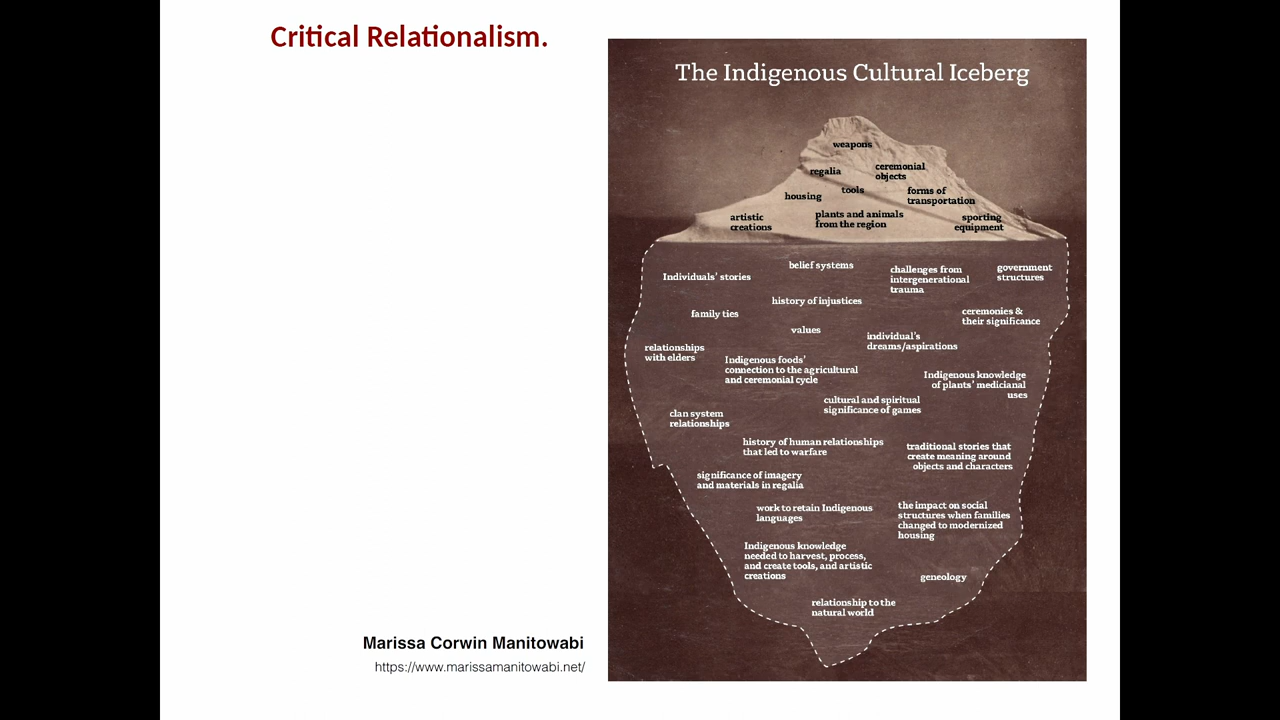 Critical Relationalism.
The Indigenous Cultural Iceberg
weapons
regalia
ceremonial
objects
tools
housing
forms of
transportation
artistic
creations
plants and animals
from the region
sporting
equipment
Individuals' stories
belief systems
challenges from
intergenerational
trauma
government
structures
history of injustices
family ties
ceremonies &
their significance
values
individual's
dreams/aspirations
relationships
with elders
Indigenous foods'
connection to the agricultural
and ceremonial cycle
Indigenous knowledge
of plants' medicianal
uses
cultural and spiritual
significance of games
clan system
relationships
history of human relationships
that led to warfare
traditional stories that
create meaning around
objects and characters
significance of imagery
and materials in regalia
work to retain Indigenous
languages
the impact on social
structures when families
changed to modernized
housing
Indigenous knowledge
needed to harvest, process,
and create tools, and artistic
creations
geneology
relationship to the
natural world
Marissa Corwin Manitowabi
https://www.marissamanitowabi.net/